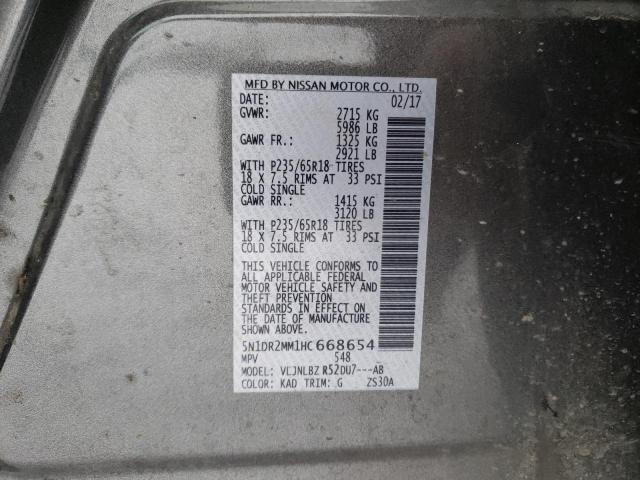 MFD BY NISSAN MOTOR CO., LTD.
DATE: 02/17
GVWR: 2715 KG
5986 LB
GAWR FR.: 1325 KG
2921 LB
WITH P235/65R18 TIRES
18 X 7.5 RIMS AT 33 PSI
COLD SINGLE
GAWR RR.: 1415 KG
3120 LB
WITH P235/65R18 TIRES
18 X 7.5 RIMS AT 33 PSI
COLD SINGLE
THIS VEHICLE CONFORMS TO
ALL APPLICABLE FEDERAL
MOTOR VEHICLE SAFETY AND
THEFT PREVENTION
STANDARDS IN EFFECT ON
THE DATE OF MANUFACTURE
SHOWN ABOVE.
5N1DR2MM1HC668654
MPV 548
MODEL: VLJNLBZ R52DU7---AB
COLOR: KAD TRIM: G ZS30A